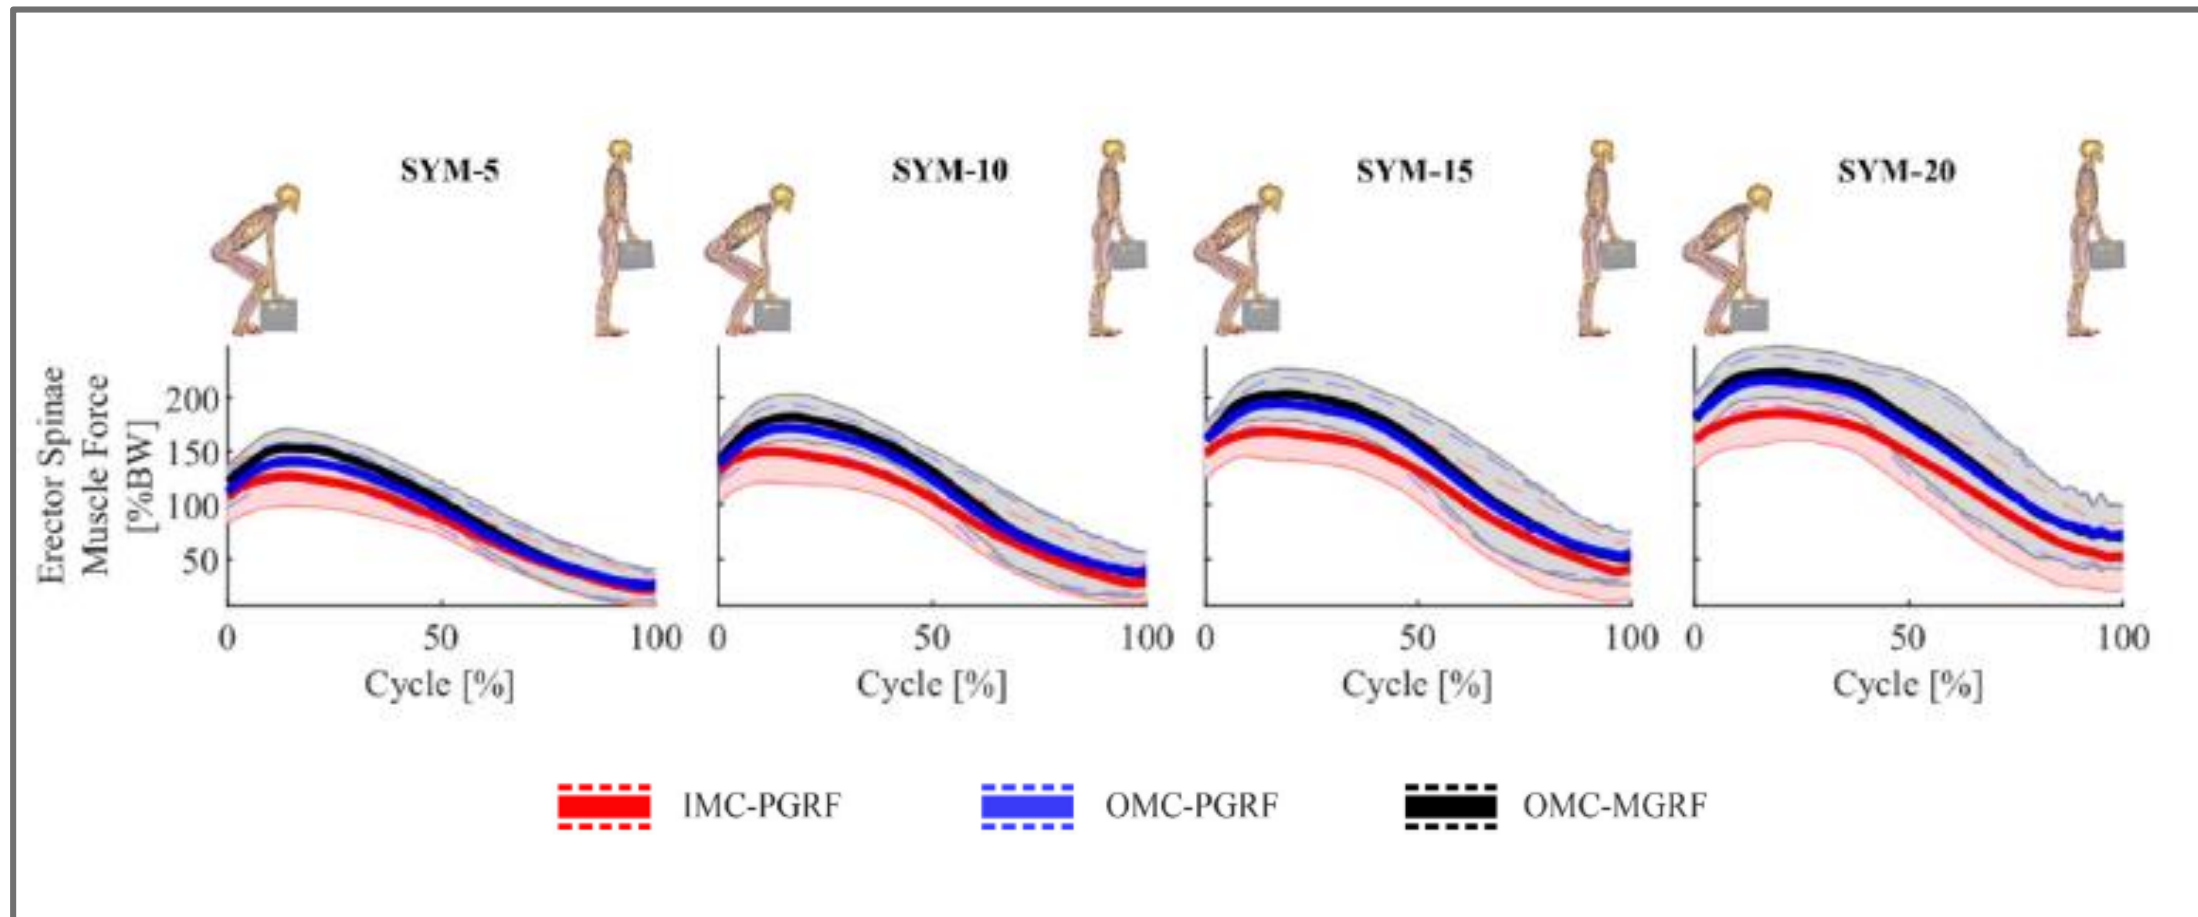 SYM-5
SYM-10
SYM-15
SYM-20
Erector Spinae
Muscle Force
[%BW]
200
150
100
50
0 50 100
0 50 100
0 50 100
0 50 100
Cycle [%]
Cycle [%]
Cycle [%]
Cycle [%]
IMC-PGRF
OMC-PGRF
OMC-MGRF